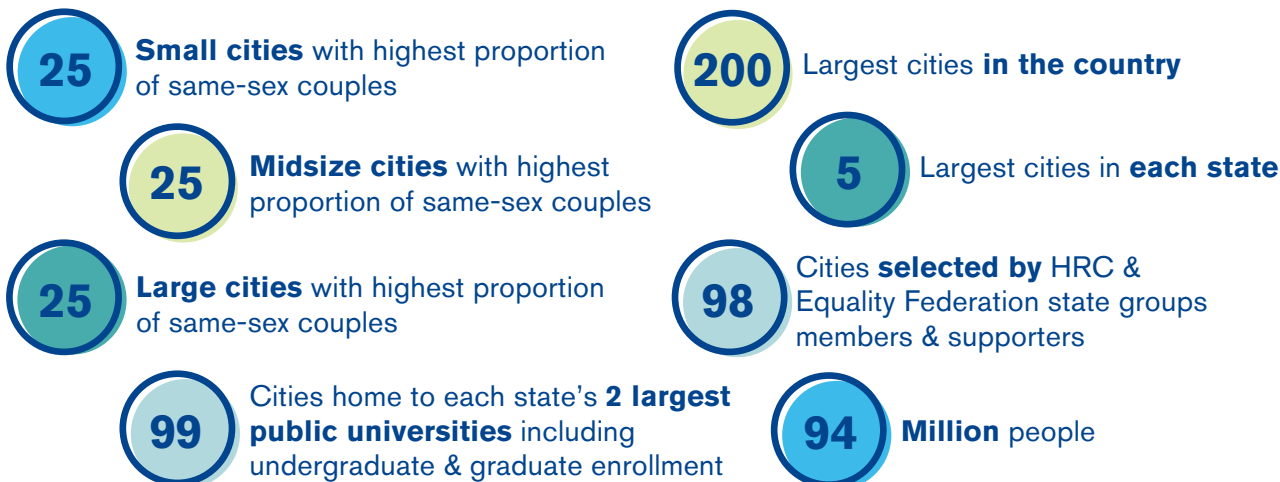 25
Small cities with highest proportion
of same-sex couples
25
Midsize cities with highest
proportion of same-sex couples
25
Large cities with highest proportion
of same-sex couples
99
Cities home to each state's 2 largest
public universities including
undergraduate & graduate enrollment
200
Largest cities in the country
5
Largest cities in each state
98
Cities selected by HRC &
Equality Federation state groups
members & supporters
94
Million people